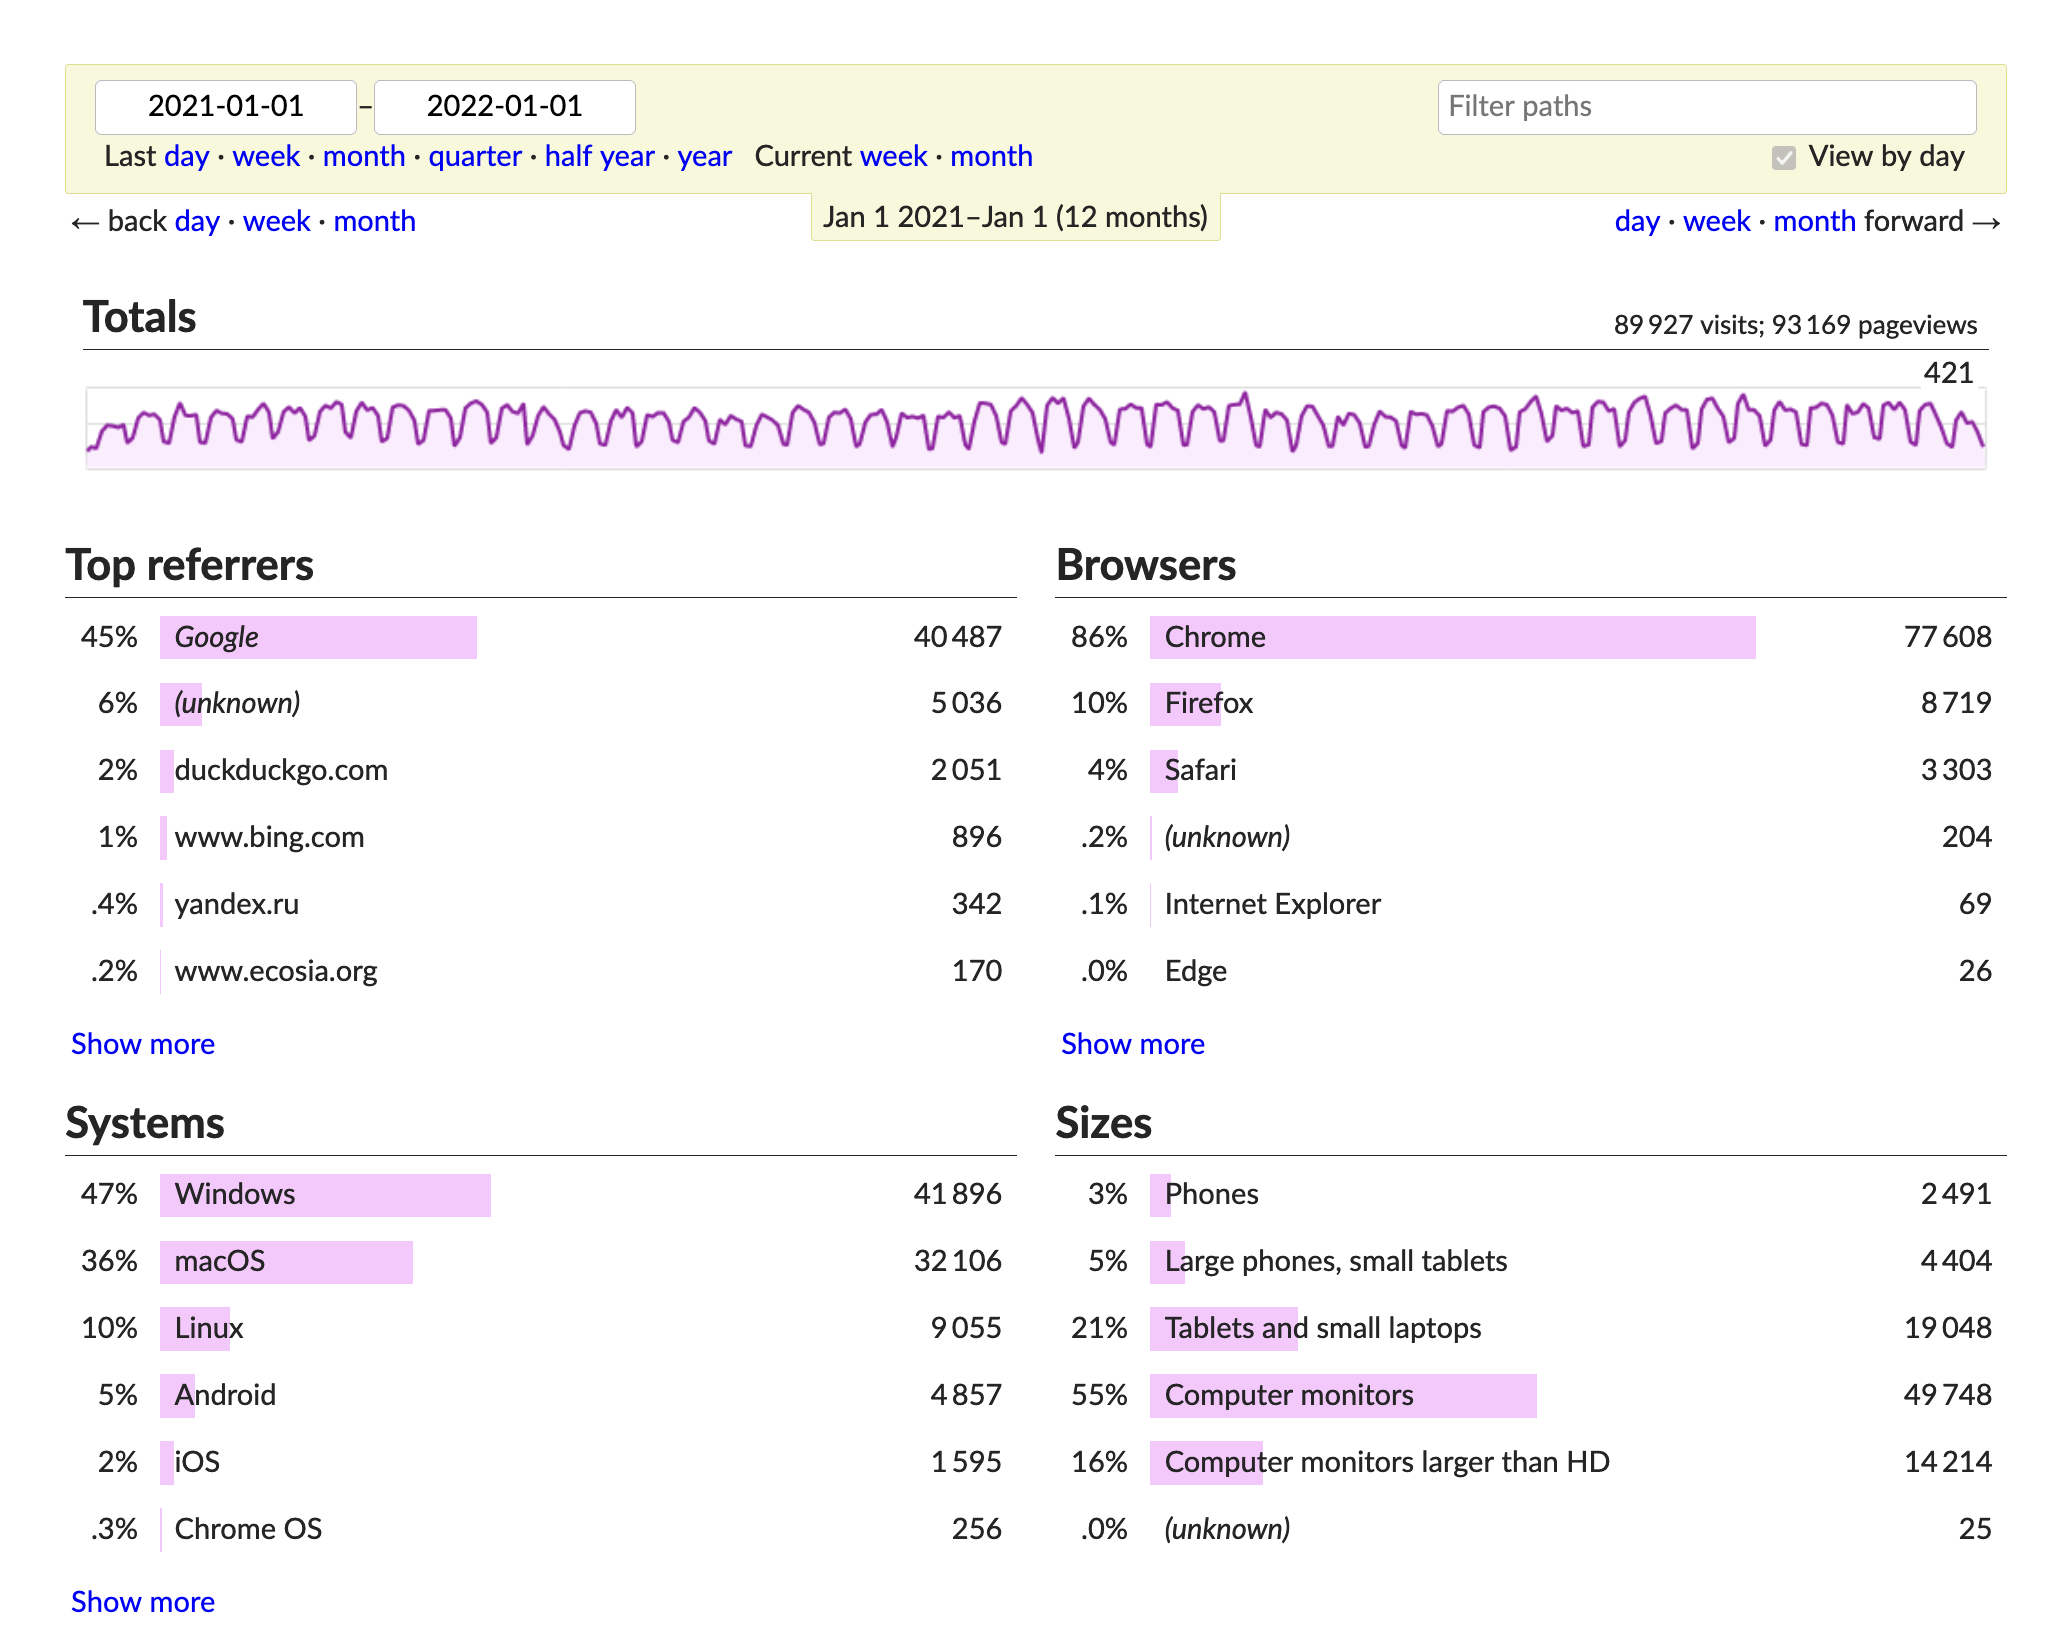 2021-01-01 – 2022-01-01 Filter paths
Last day · week · month · quarter · half year · year Current week · month View by day
← back day · week · month Jan 1 2021–Jan 1 (12 months) day · week · month forward →
Totals 89 927 visits; 93 169 pageviews
421
Top referrers
45% Google 40 487
6% (unknown) 5 036
2% duckduckgo.com 2 051
1% www.bing.com 896
.4% yandex.ru 342
.2% www.ecosia.org 170
Show more
Browsers
86% Chrome 77 608
10% Firefox 8 719
4% Safari 3 303
.2% (unknown) 204
.1% Internet Explorer 69
.0% Edge 26
Show more
Systems
47% Windows 41 896
36% macOS 32 106
10% Linux 9 055
5% Android 4 857
2% iOS 1 595
.3% Chrome OS 256
Show more
Sizes
3% Phones 2 491
5% Large phones, small tablets 4 404
21% Tablets and small laptops 19 048
55% Computer monitors 49 748
16% Computer monitors larger than HD 14 214
.0% (unknown) 25